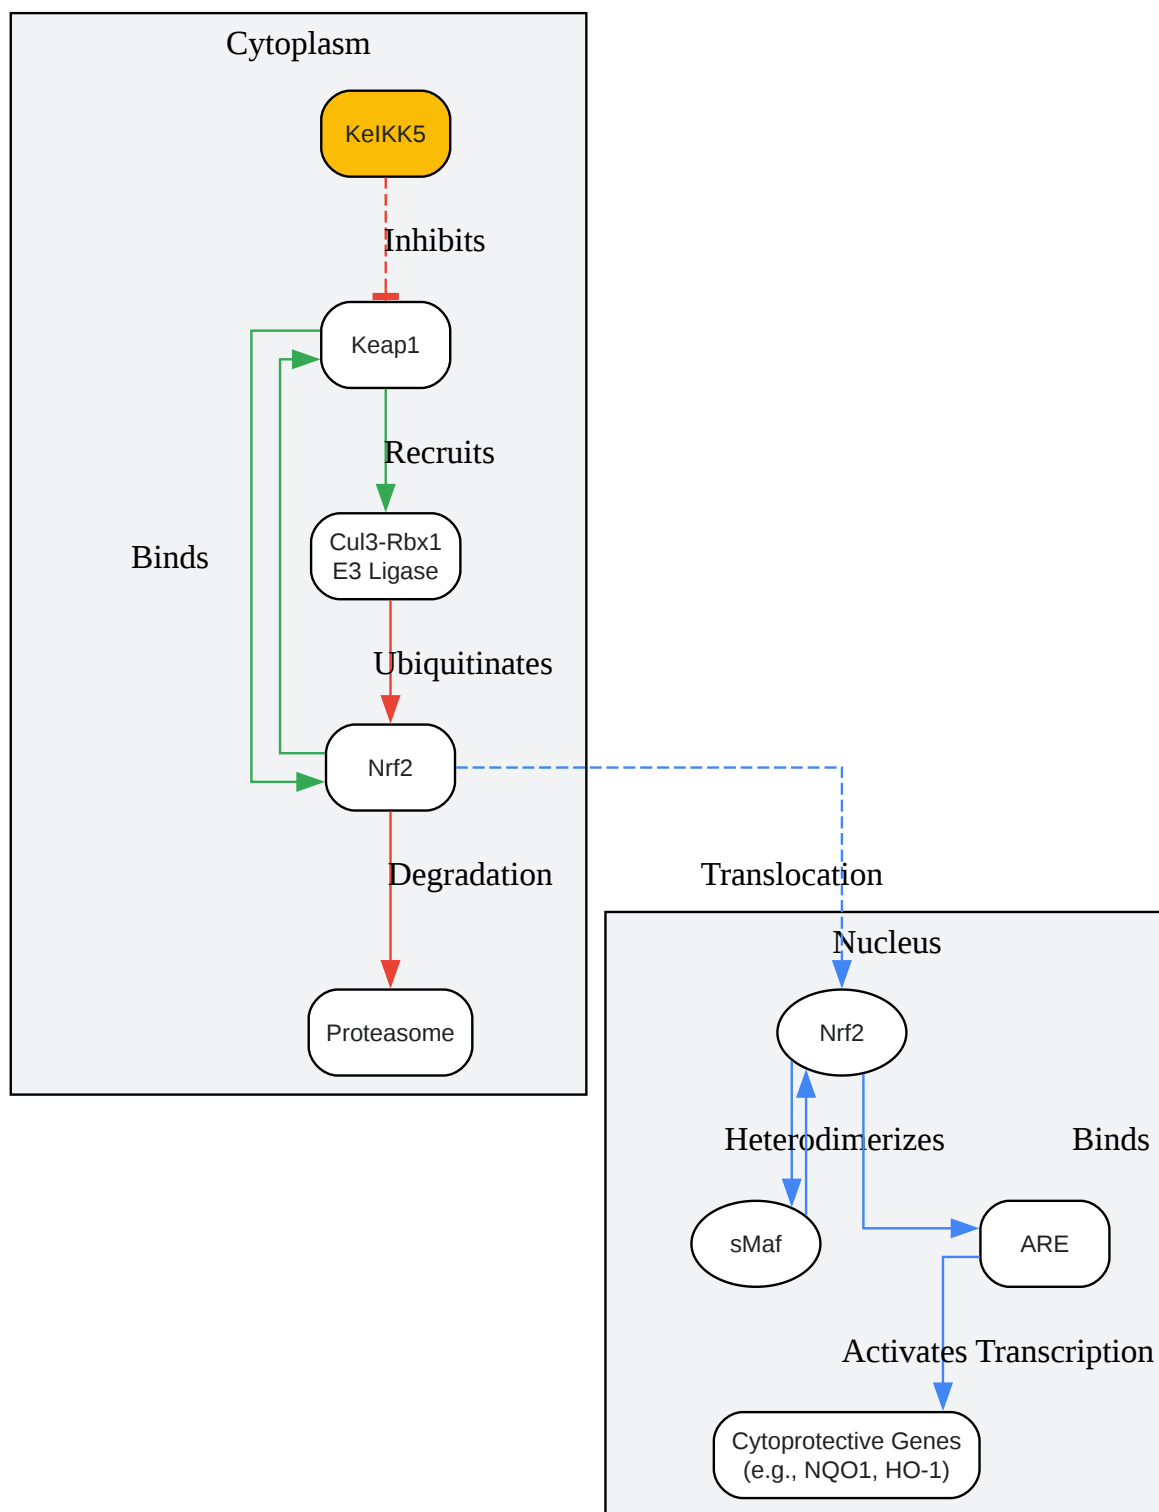 Cytoplasm
KeIKK5
Inhibits
Keap1
Recruits
Cul3-Rbx1
E3 Ligase
Binds
Ubiquitinates
Nrf2
Degradation
Translocation
Proteasome
Nucleus
Nrf2
Heterodimerizes
Binds
sMaf
ARE
Activates Transcription
Cytoprotective Genes
(e.g., NQO1, HO-1)